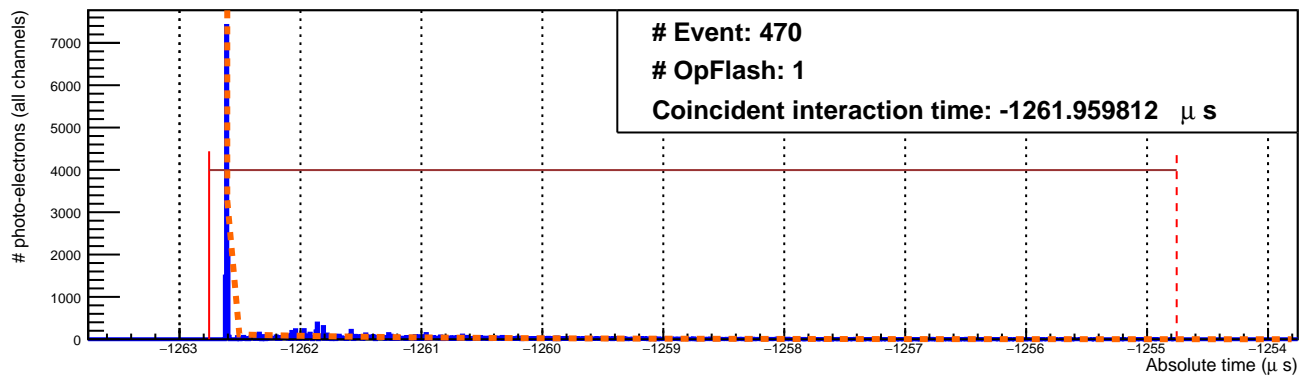 # Event: 470
# OpFlash: 1
Coincident interaction time: -1261.959812 μ s
# photo-electrons (all channels)
7000
6000
5000
4000
3000
2000
1000
0
−1263 −1262 −1261 −1260 −1259 −1258 −1257 −1256 −1255 −1254
Absolute time (μ s)